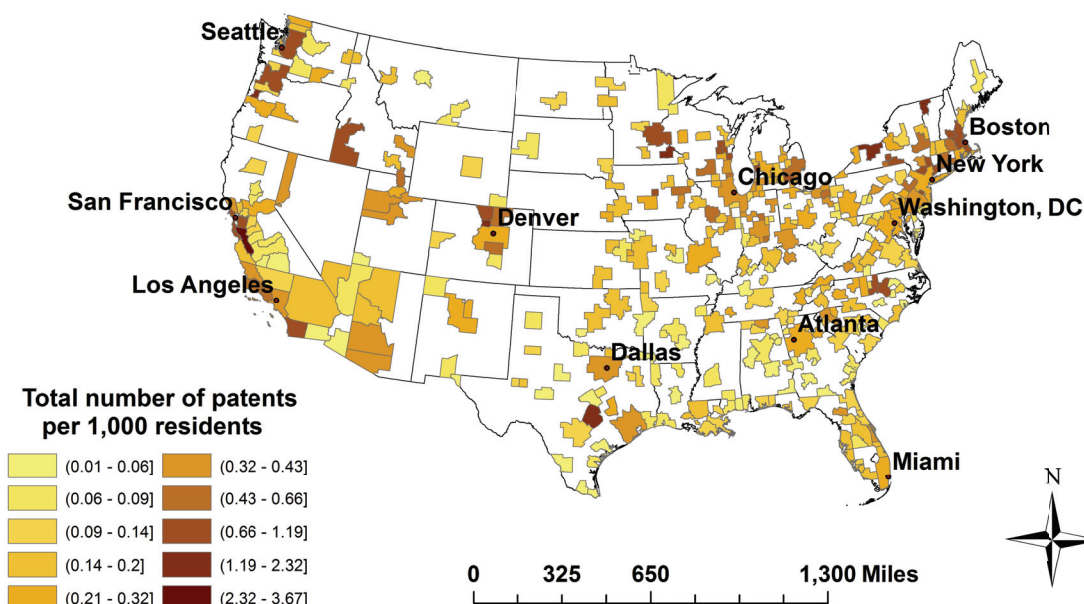 Seattle
Boston
New York
Chicago
San Francisco
Washington, DC
Denver
Los Angeles
Atlanta
Dallas
Miami
Total number of patents
per 1,000 residents
(0.01 - 0.06]
(0.32 - 0.43]
(0.06 - 0.09]
(0.43 - 0.66]
(0.09 - 0.14]
(0.66 - 1.19]
(0.14 - 0.2]
(1.19 - 2.32]
(0.21 - 0.32]
(2.32 - 3.67]
N
0 325 650 1,300 Miles